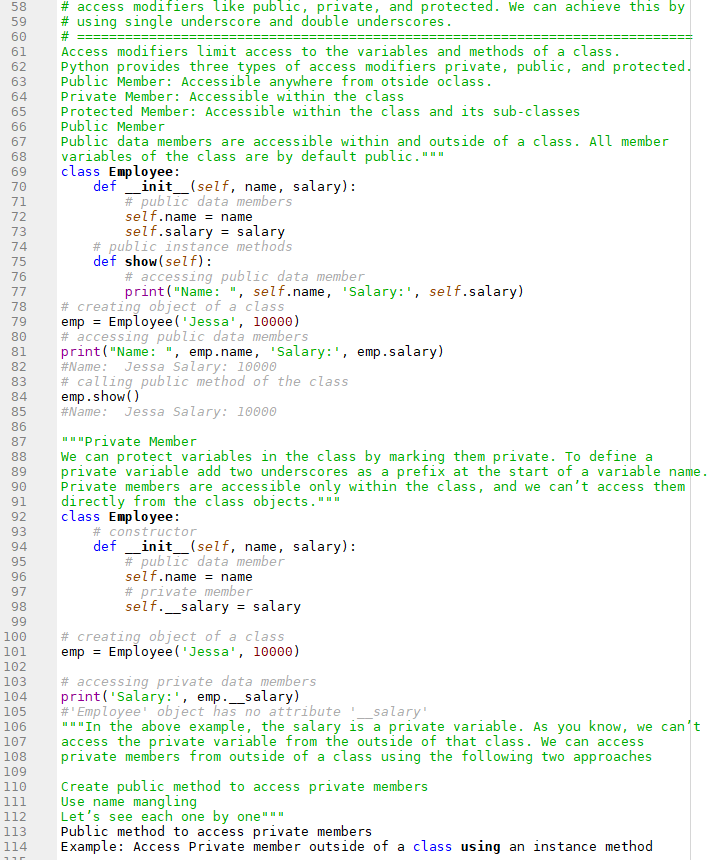 58 # access modifiers like public, private, and protected. We can achieve this by
59 # using single underscore and double underscores.
60 # =============================================================================
61 Access modifiers limit access to the variables and methods of a class.
62 Python provides three types of access modifiers private, public, and protected.
63 Public Member: Accessible anywhere from otside oclass.
64 Private Member: Accessible within the class
65 Protected Member: Accessible within the class and its sub-classes
66 Public Member
67 Public data members are accessible within and outside of a class. All member
68 variables of the class are by default public."""
69 class Employee:
70     def __init__(self, name, salary):
71         # public data members
72         self.name = name
73         self.salary = salary
74     # public instance methods
75     def show(self):
76         # accessing public data member
77         print("Name: ", self.name, 'Salary:', self.salary)
78 # creating object of a class
79 emp = Employee('Jessa', 10000)
80 # accessing public data members
81 print("Name: ", emp.name, 'Salary:', emp.salary)
82 #Name:  Jessa Salary: 10000
83 # calling public method of the class
84 emp.show()
85 #Name:  Jessa Salary: 10000
86
87 """Private Member
88 We can protect variables in the class by marking them private. To define a
89 private variable add two underscores as a prefix at the start of a variable name.
90 Private members are accessible only within the class, and we can’t access them
91 directly from the class objects."""
92 class Employee:
93     # constructor
94     def __init__(self, name, salary):
95         # public data member
96         self.name = name
97         # private member
98         self.__salary = salary
99
100 # creating object of a class
101 emp = Employee('Jessa', 10000)
102
103 # accessing private data members
104 print('Salary:', emp.__salary)
105 #'Employee' object has no attribute '__salary'
106 """In the above example, the salary is a private variable. As you know, we can’t
107 access the private variable from the outside of that class. We can access
108 private members from outside of a class using the following two approaches
109
110 Create public method to access private members
111 Use name mangling
112 Let’s see each one by one"""
113 Public method to access private members
114 Example: Access Private member outside of a class using an instance method